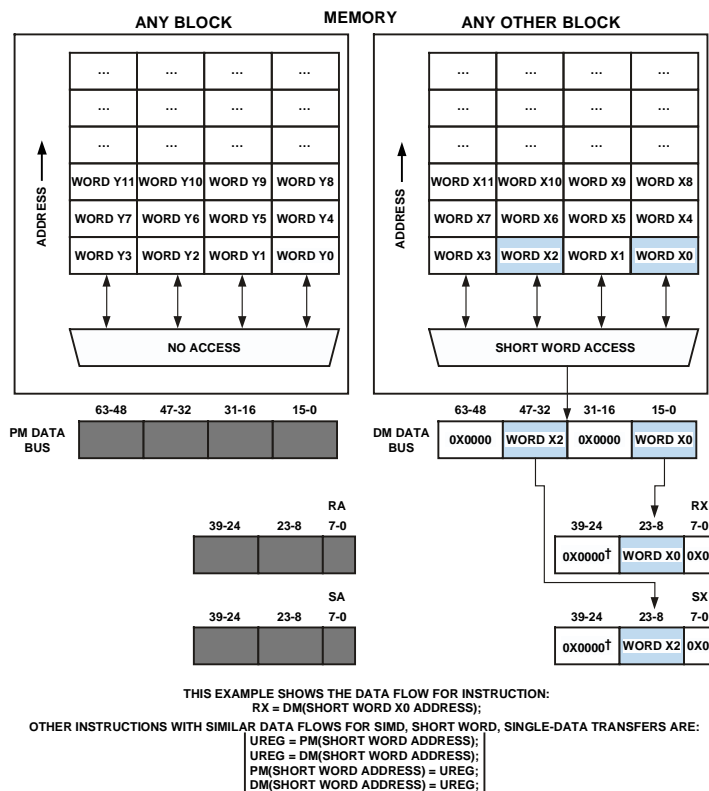 MEMORY
ANY BLOCK
ANY OTHER BLOCK
... ... ... ...
... ... ... ...
... ... ... ...
WORD Y11 WORD Y10 WORD Y9 WORD Y8
WORD Y7 WORD Y6 WORD Y5 WORD Y4
WORD Y3 WORD Y2 WORD Y1 WORD Y0
ADDRESS
NO ACCESS
... ... ... ...
... ... ... ...
... ... ... ...
WORD X11 WORD X10 WORD X9 WORD X8
WORD X7 WORD X6 WORD X5 WORD X4
WORD X3 WORD X2 WORD X1 WORD X0
ADDRESS
SHORT WORD ACCESS
63-48 47-32 31-16 15-0
PM DATA
BUS
63-48 47-32 31-16 15-0
DM DATA
BUS
0X0000 WORD X2 0X0000 WORD X0
RA
39-24 23-8 7-0
RX
39-24 23-8 7-0
0X0000† WORD X0 0X0
SA
39-24 23-8 7-0
SX
39-24 23-8 7-0
0X0000† WORD X2 0X0
THIS EXAMPLE SHOWS THE DATA FLOW FOR INSTRUCTION:
RX = DM(SHORT WORD X0 ADDRESS);
OTHER INSTRUCTIONS WITH SIMILAR DATA FLOWS FOR SIMD, SHORT WORD, SINGLE-DATA TRANSFERS ARE:
UREG = PM(SHORT WORD ADDRESS);
UREG = DM(SHORT WORD ADDRESS);
PM(SHORT WORD ADDRESS) = UREG;
DM(SHORT WORD ADDRESS) = UREG;